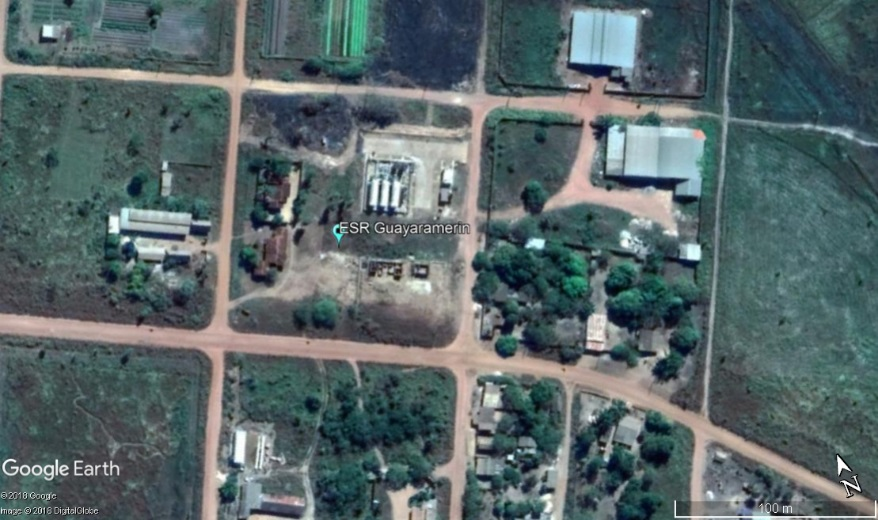 ESR Guayaramerin
Google Earth
© 2018 Google
Image © 2018 DigitalGlobe
N
100 m